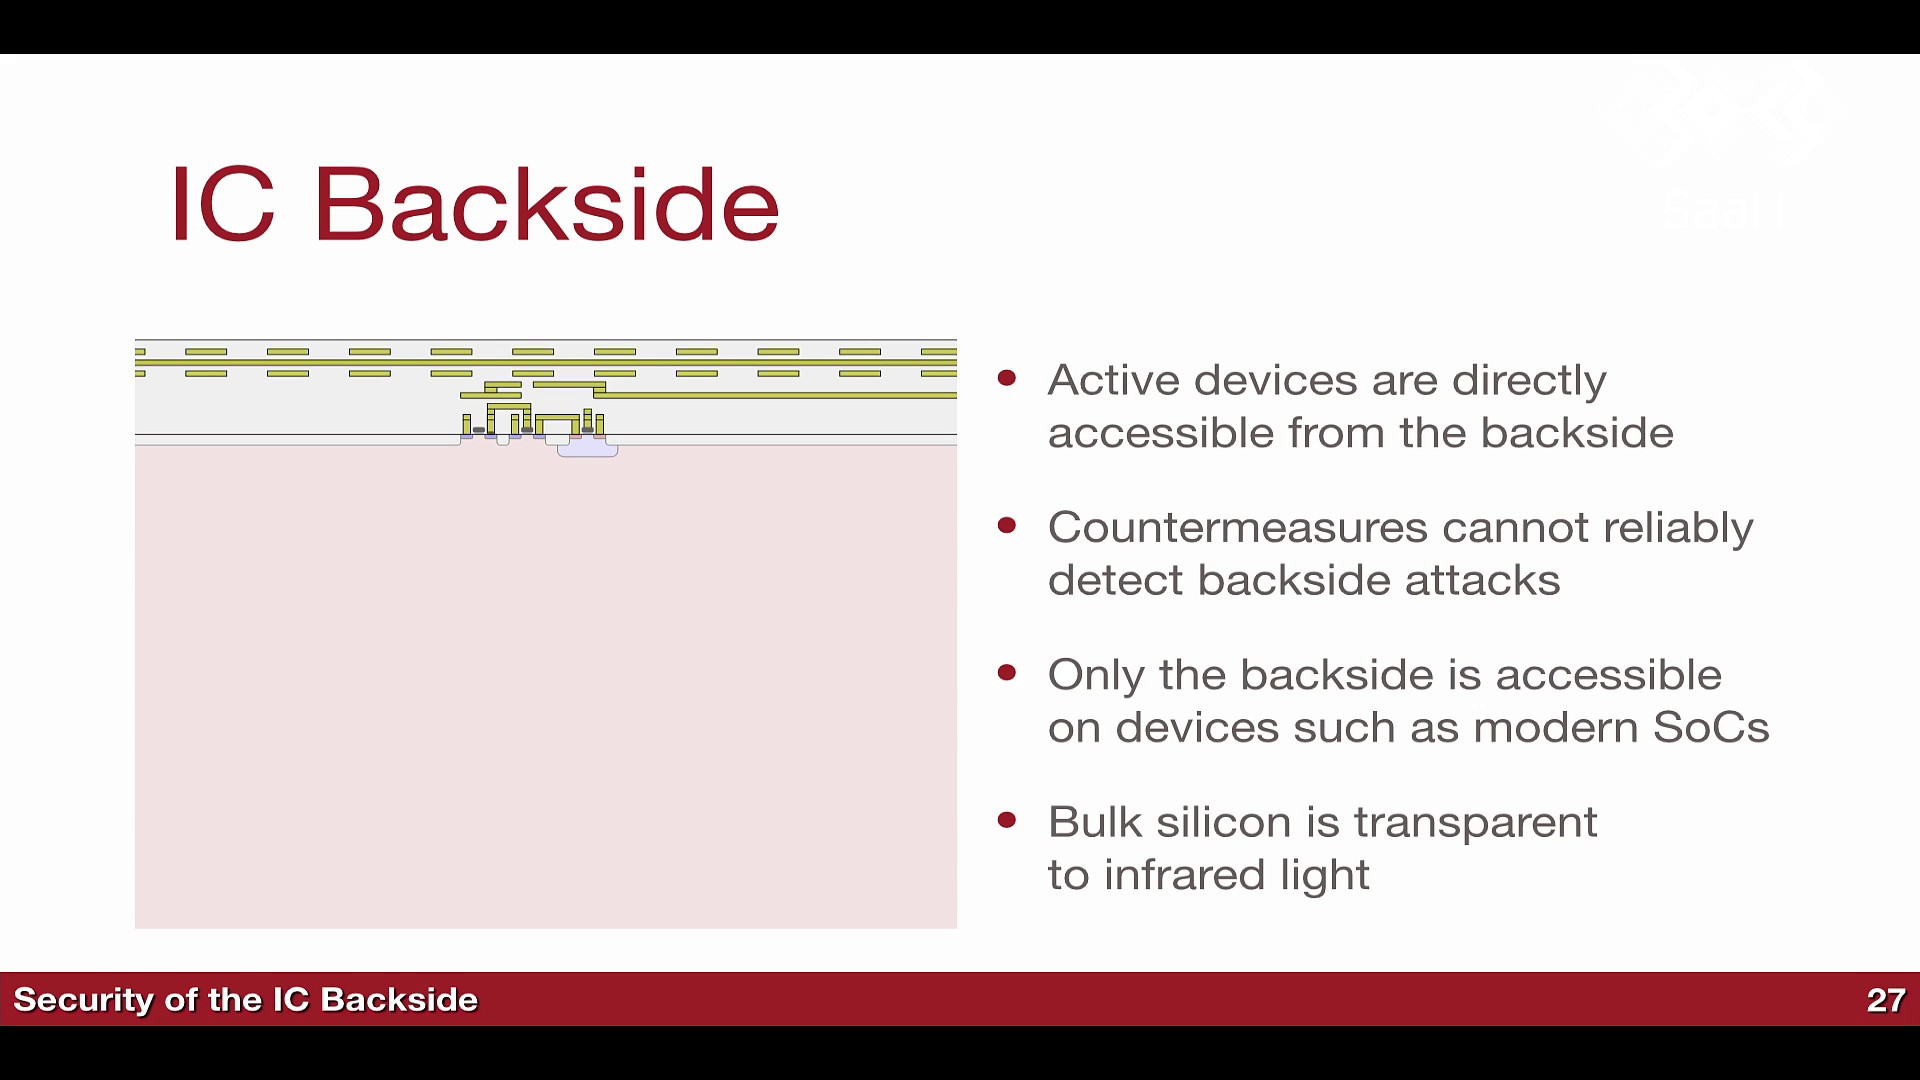 IC Backside
Active devices are directly
accessible from the backside
Countermeasures cannot reliably
detect backside attacks
Only the backside is accessible
on devices such as modern SoCs
Bulk silicon is transparent
to infrared light
Security of the IC Backside
27